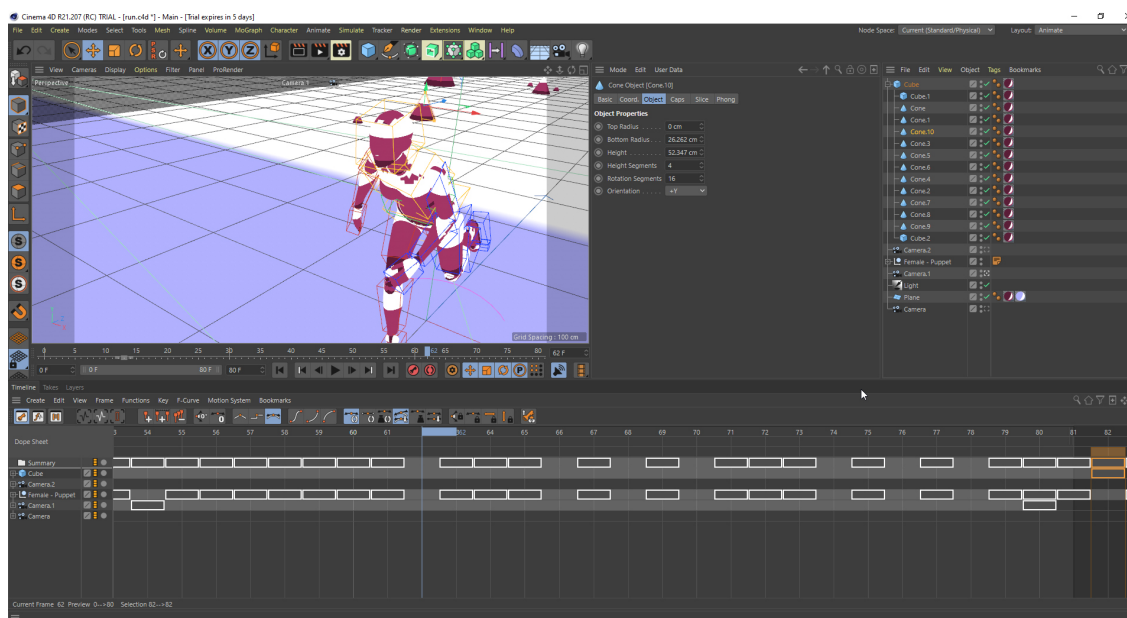 Cinema 4D R21.207 (RC) TRIAL - [run.c4d *] - Main - [Trial expires in 5 days]
File Edit Create Modes Select Tools Mesh Spline Volume MoGraph Character Animate Simulate Tracker Render Extensions Window Help
Node Space: Current (Standard/Physical) Layout: Animate
View Cameras Display Options Filter Panel ProRender
Perspective
Camera 1
Grid Spacing : 100 cm
Mode Edit User Data
Cone Object [Cone.10]
Basic Coord. Object Caps Slice Phong
Object Properties
Top Radius . . . . . 0 cm
Bottom Radius . . . 26.262 cm
Height . . . . . . . . . 52.347 cm
Height Segments 4
Rotation Segments 16
Orientation . . . . . +Y
File Edit View Object Tags Bookmarks
Cube
Cube.1
Cone
Cone.1
Cone.10
Cone.3
Cone.5
Cone.6
Cone.4
Cone.2
Cone.7
Cone.8
Cone.9
Cube.2
Camera.2
Female - Puppet
Camera.1
Light
Plane
Camera
0 5 10 15 20 25 30 35 40 45 50 55 60 62 65 70 75 80 62 F
0 F 0 F 80 F 80 F
Timeline Takes Layers
Create Edit View Frame Functions Key F-Curve Motion System Bookmarks
Dope Sheet
3 54 55 56 57 58 59 60 61 62 64 65 66 67 68 69 70 71 72 73 74 75 76 77 78 79 80 81 82
Summary
Cube
Camera.2
Female - Puppet
Camera.1
Camera
Current Frame 62 Preview 0-->80 Selection 82-->82